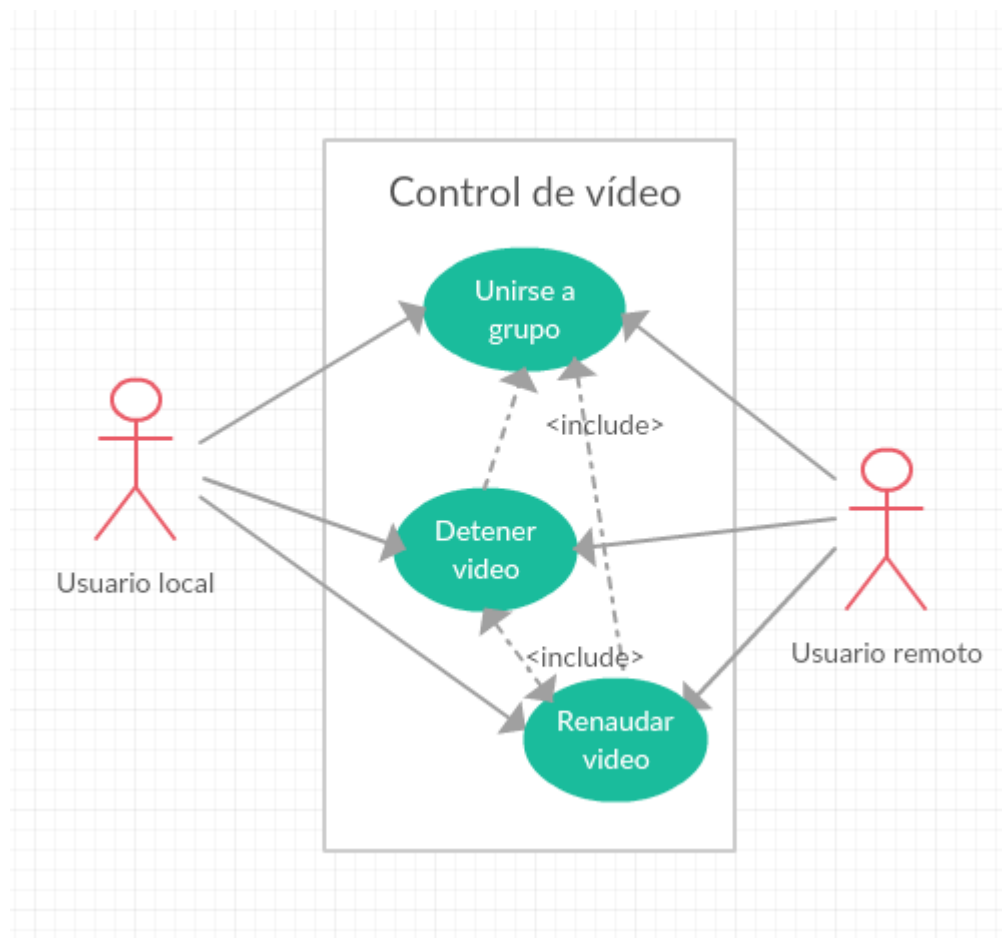 Control de vídeo
Unirse a
grupo
<include>
Detener
video
Usuario local
<include>
Usuario remoto
Renaudar
video